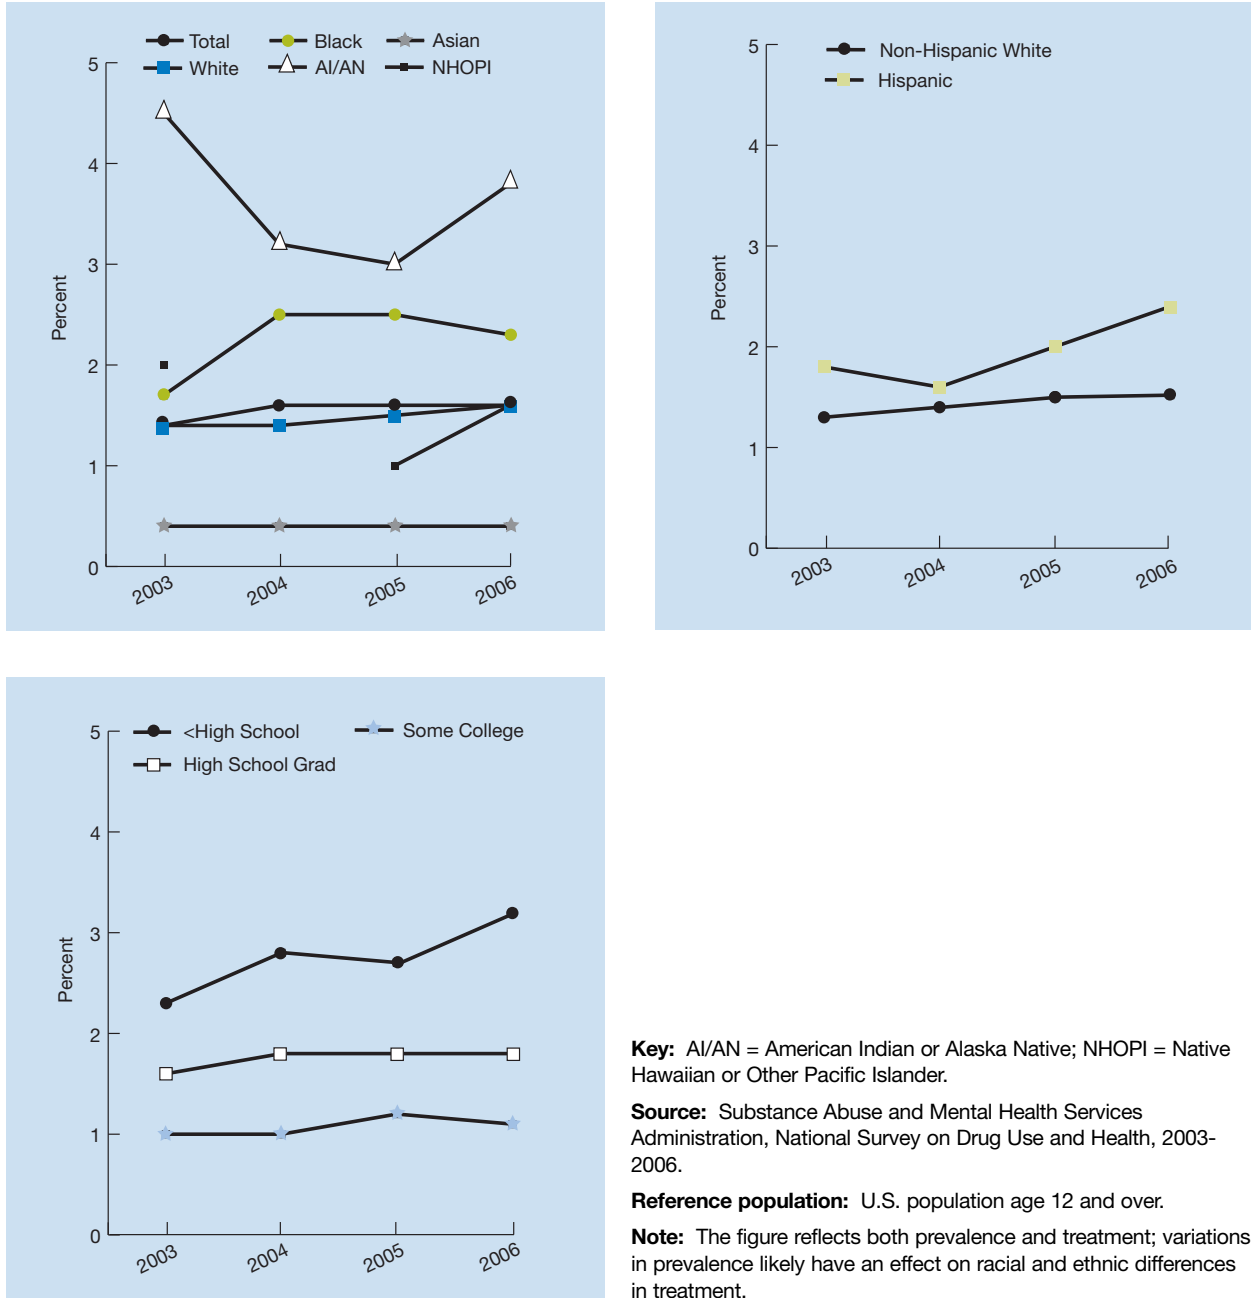 Total Black Asian
White AI/AN NHOPI
5
4
3
2
1
0
Percent
2003 2004 2005 2006
Non-Hispanic White
Hispanic
5
4
3
2
1
0
Percent
2003 2004 2005 2006
<High School Some College
High School Grad
5
4
3
2
1
0
Percent
2003 2004 2005 2006
Key: AI/AN = American Indian or Alaska Native; NHOPI = Native
Hawaiian or Other Pacific Islander.
Source: Substance Abuse and Mental Health Services
Administration, National Survey on Drug Use and Health, 2003-
2006.
Reference population: U.S. population age 12 and over.
Note: The figure reflects both prevalence and treatment; variations
in prevalence likely have an effect on racial and ethnic differences
in treatment.